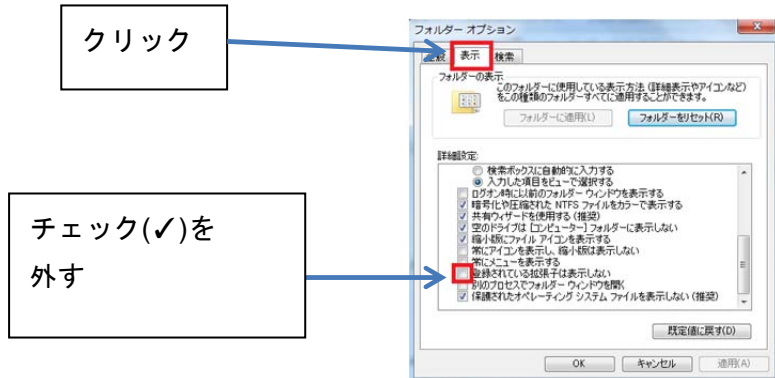 クリック
チェック(✓)を
外す
フォルダー オプション
全般 表示 検索
フォルダーの表示
このフォルダーに使用している表示方法 (詳細表示やアイコンなど)
をこの種類のフォルダーすべてに適用することができます。
フォルダーに適用(L) フォルダーをリセット(R)
詳細設定:
検索ボックスに自動的に入力する
入力した項目をビューで選択する
ログオン時に以前のフォルダー ウィンドウを表示する
暗号化や圧縮された NTFS ファイルをカラーで表示する
共有ウィザードを使用する (推奨)
空のドライブは [コンピューター] フォルダーに表示しない
縮小版にファイル アイコンを表示する
常にアイコンを表示し、縮小版は表示しない
常にメニューを表示する
登録されている拡張子は表示しない
別のプロセスでフォルダー ウィンドウを開く
保護されたオペレーティング システム ファイルを表示しない (推奨)
既定値に戻す(D)
OK キャンセル 適用(A)